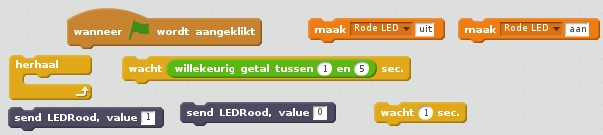 wanneer wordt aangeklikt
maak Rode LED uit
maak Rode LED aan
herhaal
wacht willekeurig getal tussen 1 en 5 sec.
send LEDRood, value 1
send LEDRood, value 0
wacht 1 sec.